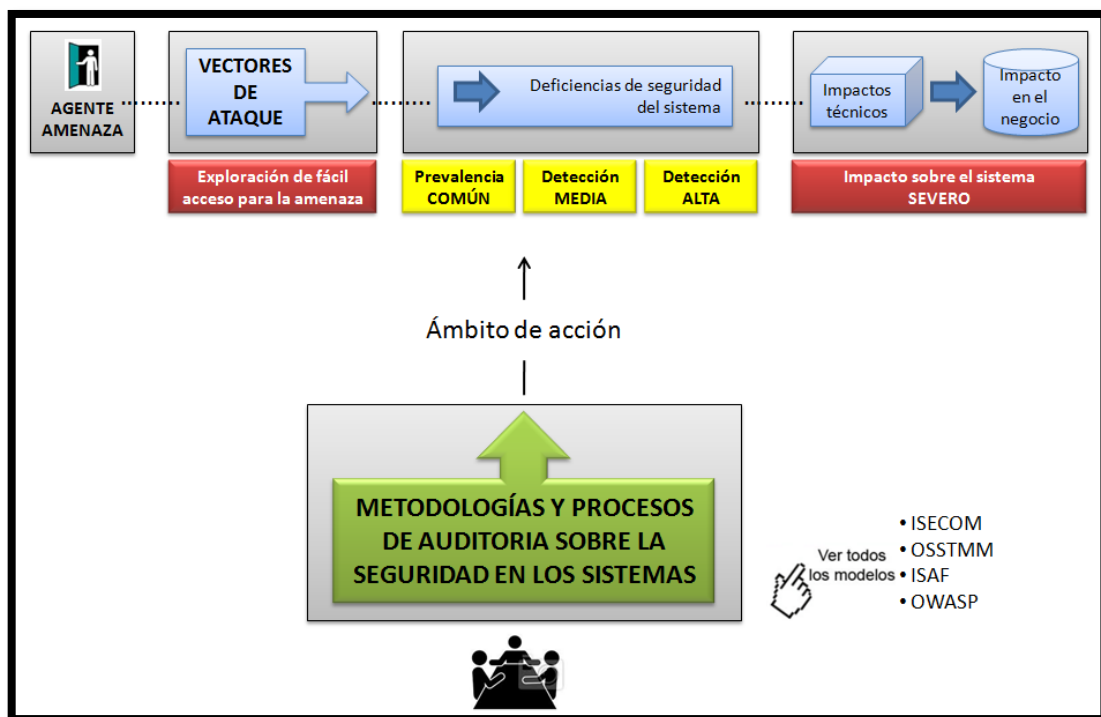 AGENTE
AMENAZA
VECTORES
DE
ATAQUE
Deficiencias de seguridad
del sistema
Impactos
técnicos
Impacto
en el
negocio
Exploración de fácil
acceso para la amenaza
Prevalencia
COMÚN
Detección
MEDIA
Detección
ALTA
Impacto sobre el sistema
SEVERO
Ámbito de acción
METODOLOGÍAS Y PROCESOS
DE AUDITORIA SOBRE LA
SEGURIDAD EN LOS SISTEMAS
Ver todos
los modelos
• ISECOM
• OSSTMM
• ISAF
• OWASP